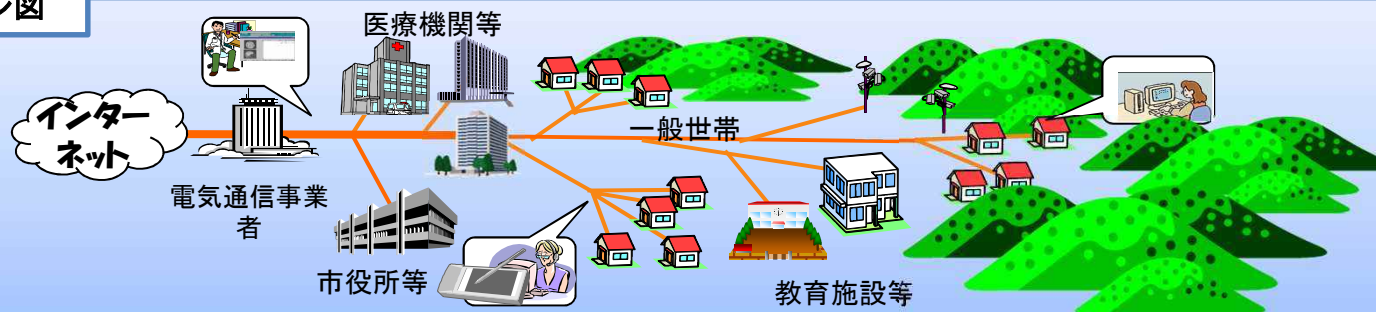 ン図
医療機関等
インター
ネット
一般世帯
電気通信事業
者
市役所等
教育施設等